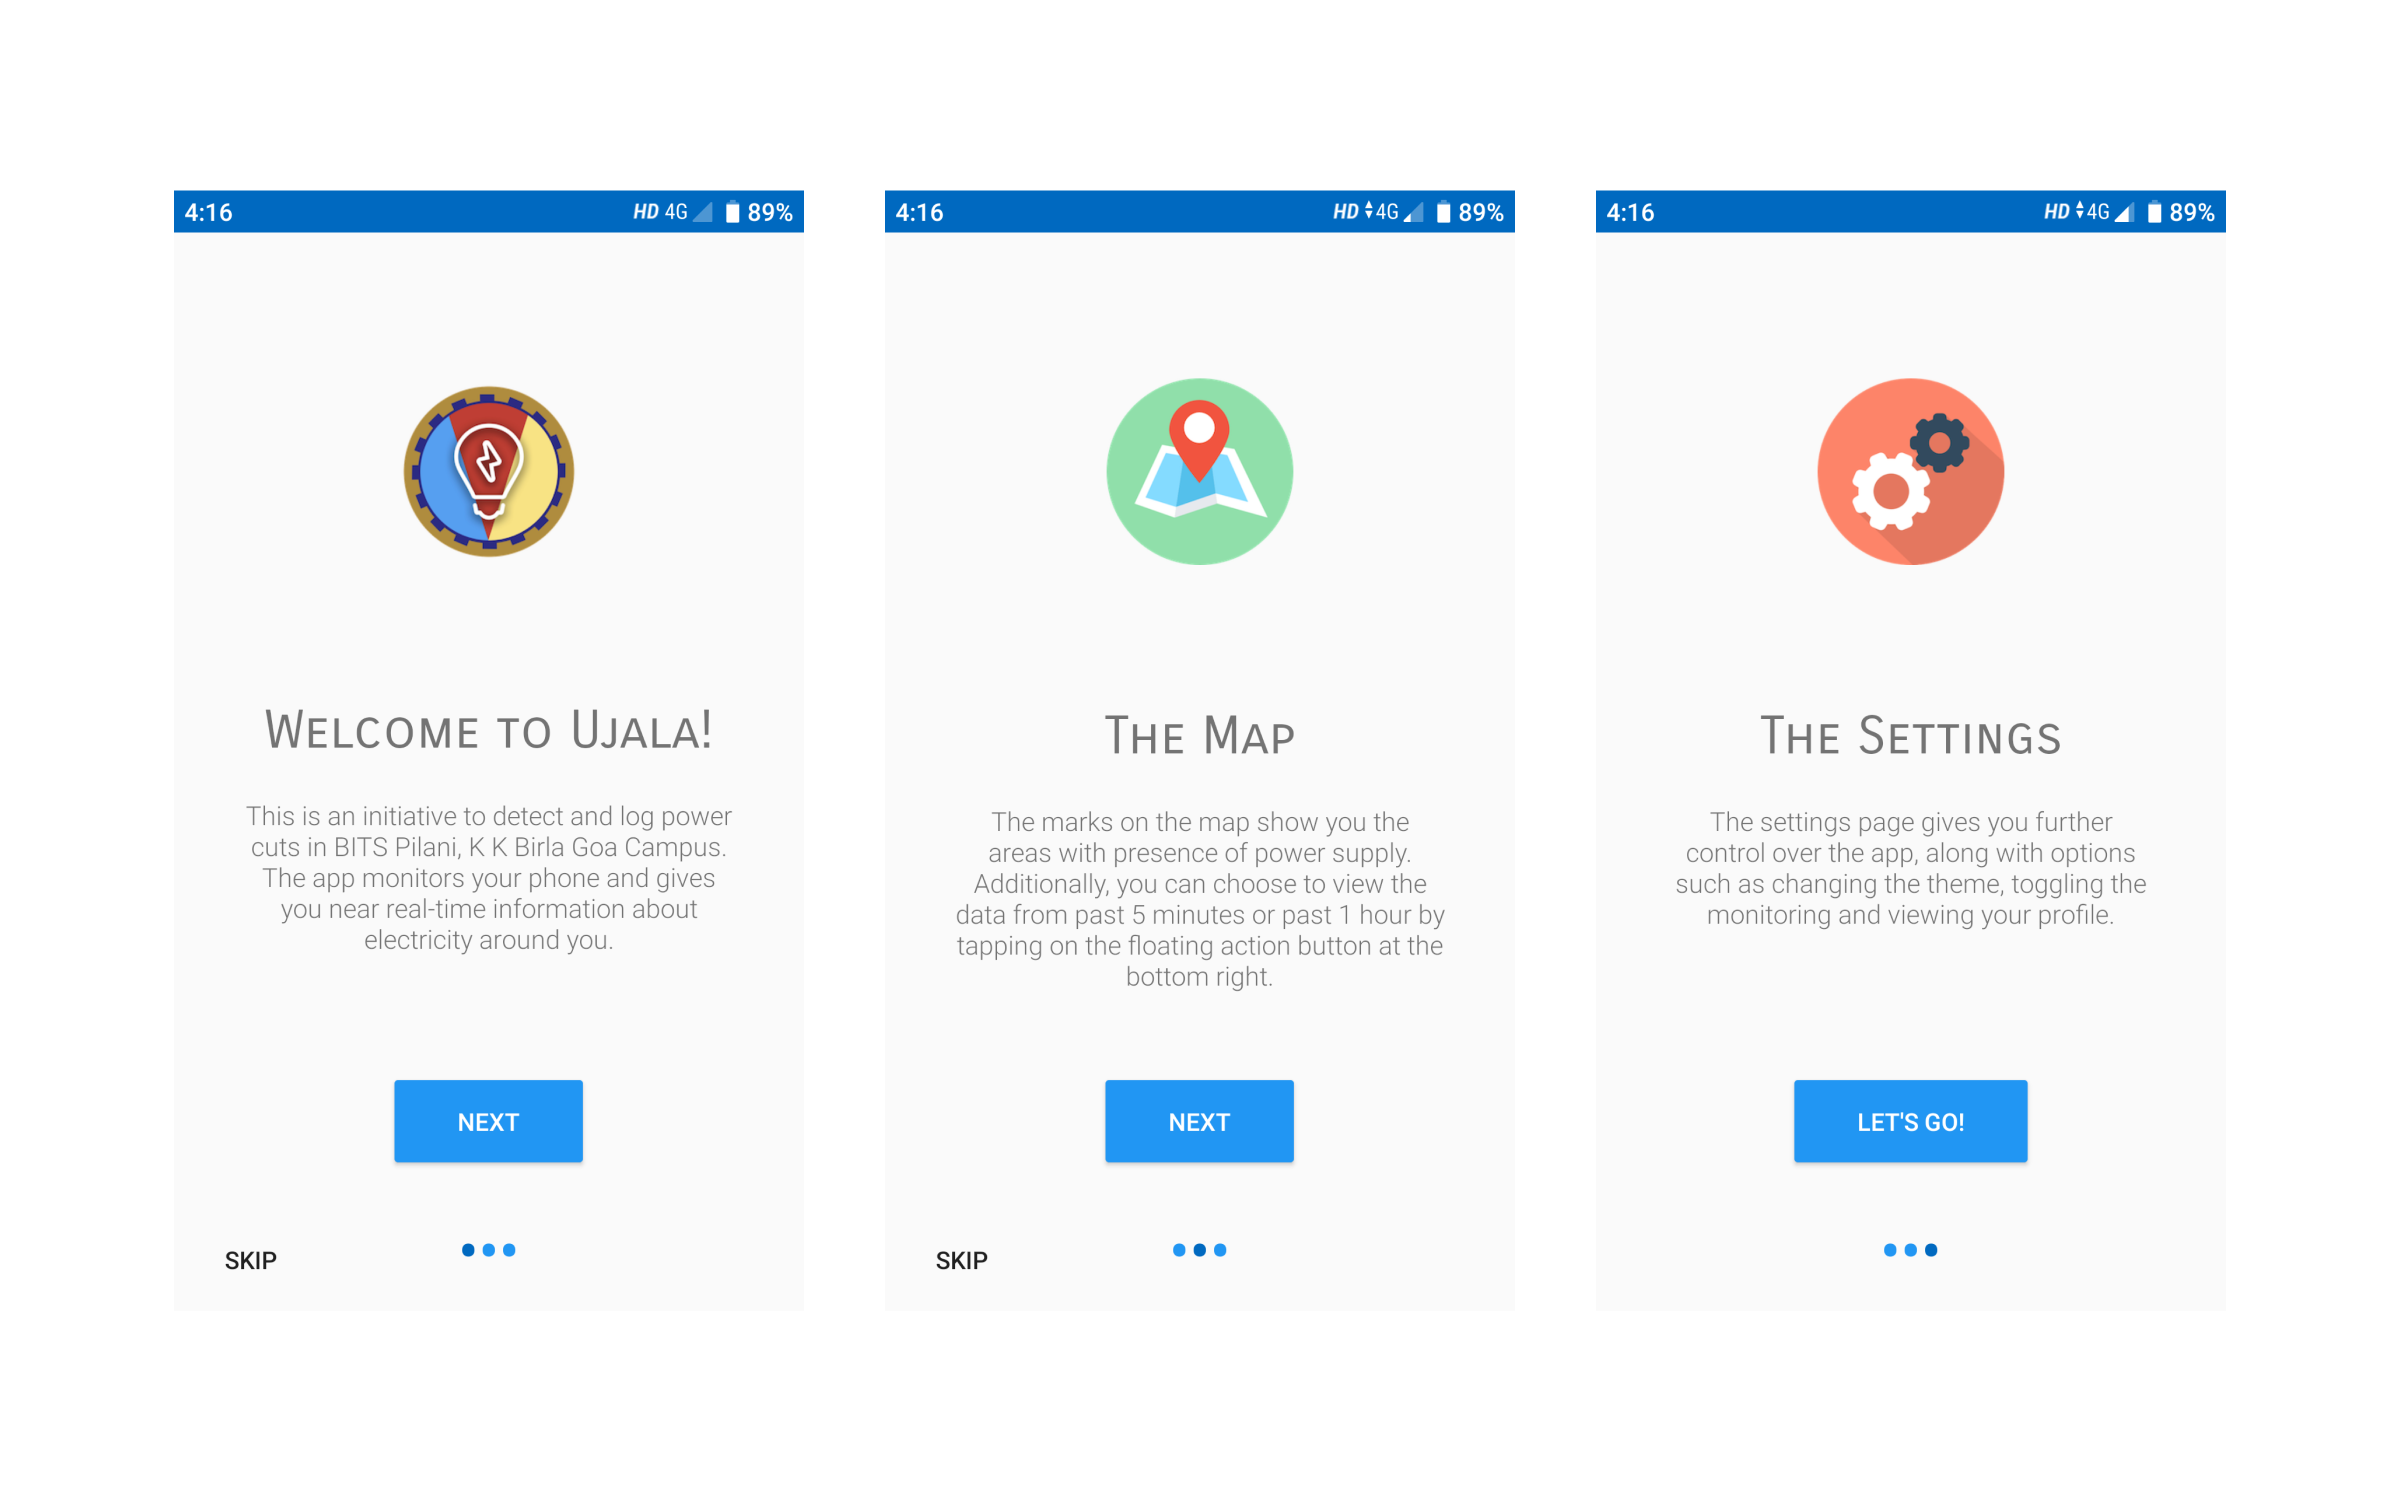 4:16
HD 4G 89%
WELCOME TO UJALA!
This is an initiative to detect and log power
cuts in BITS Pilani, K K Birla Goa Campus.
The app monitors your phone and gives
you near real-time information about
electricity around you.
NEXT
SKIP
4:16
HD 4G 89%
THE MAP
The marks on the map show you the
areas with presence of power supply.
Additionally, you can choose to view the
data from past 5 minutes or past 1 hour by
tapping on the floating action button at the
bottom right.
NEXT
SKIP
4:16
HD 4G 89%
THE SETTINGS
The settings page gives you further
control over the app, along with options
such as changing the theme, toggling the
monitoring and viewing your profile.
LET'S GO!